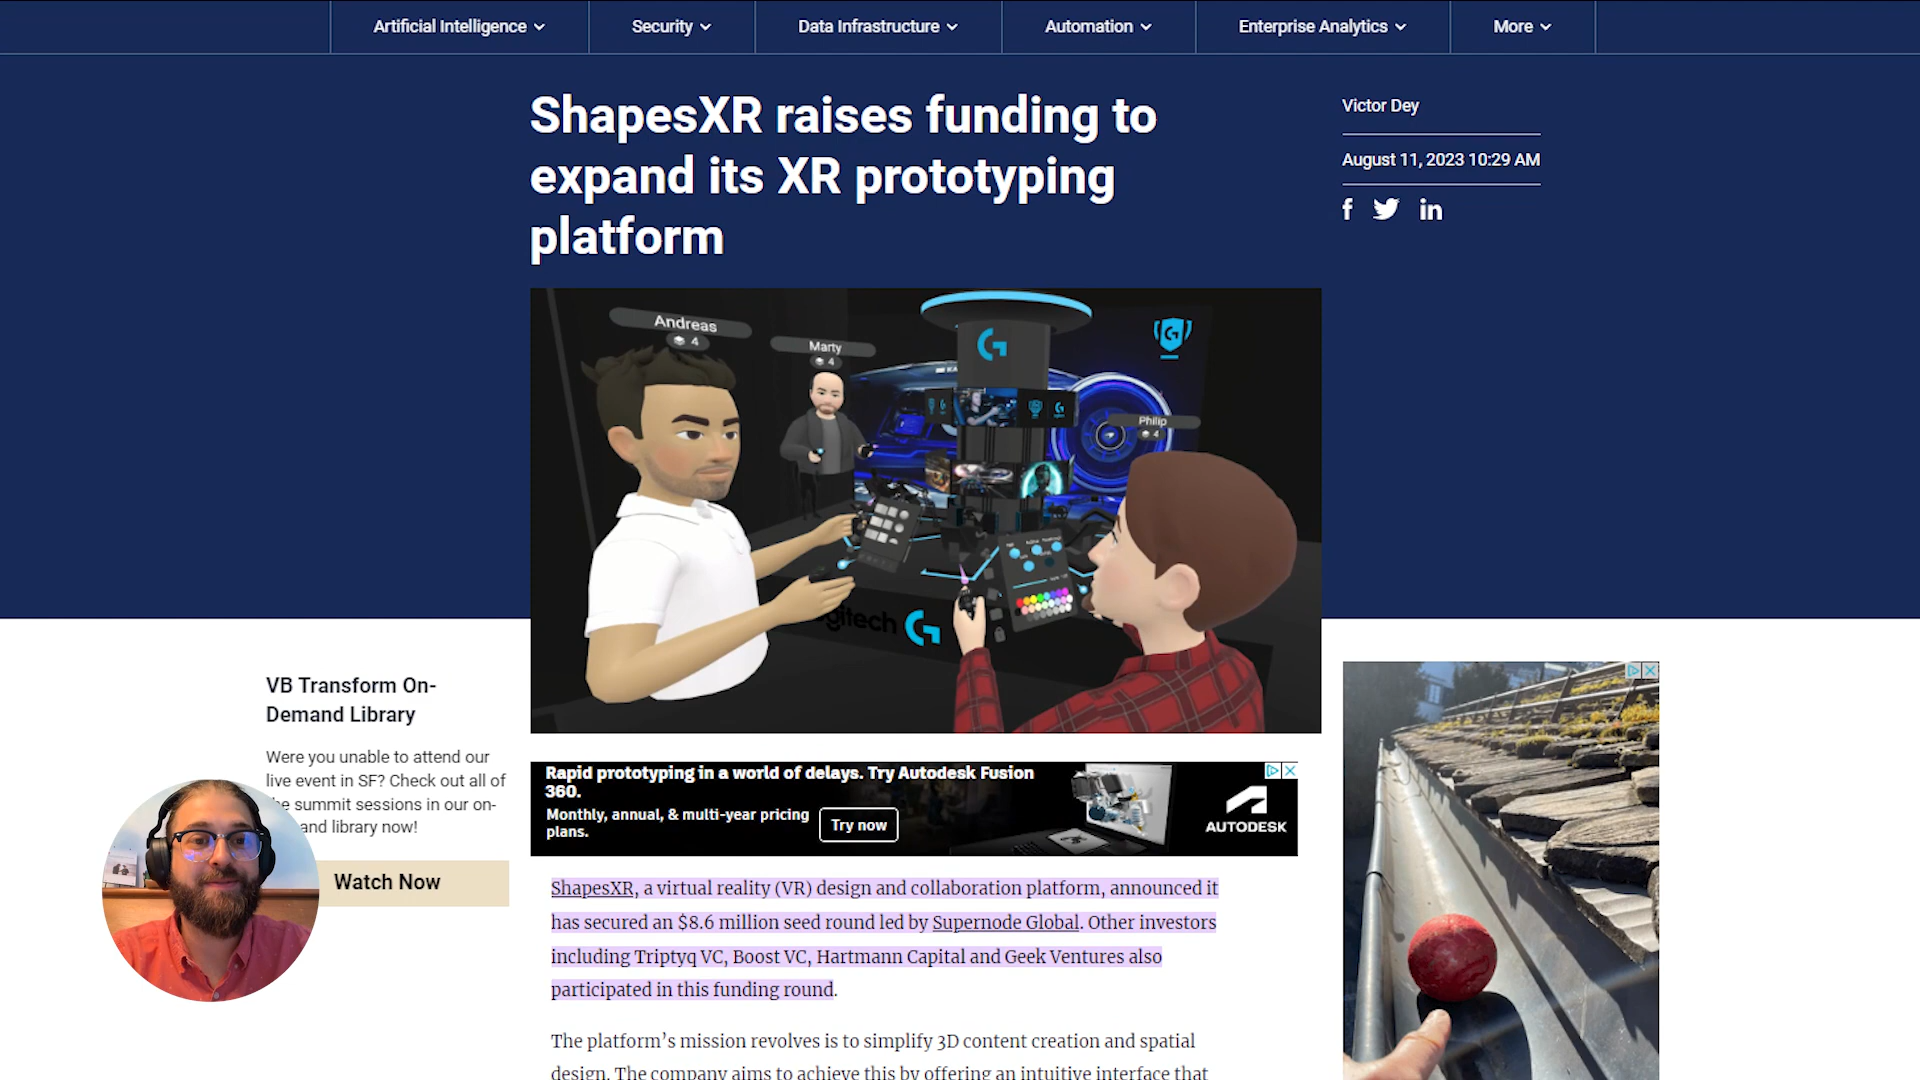 Artificial Intelligence
Security
Data Infrastructure
Automation
Enterprise Analytics
More
ShapesXR raises funding to
expand its XR prototyping
platform
Victor Dey
August 11, 2023 10:29 AM
Andreas
4
Marty
4
Philip
4
VB Transform On-
Demand Library
Were you unable to attend our
live event in SF? Check out all of
summit sessions in our on-
library now!
Watch Now
Rapid prototyping in a world of delays. Try Autodesk Fusion
360.
Monthly, annual, & multi-year pricing
plans.
Try now
AUTODESK
ShapesXR, a virtual reality (VR) design and collaboration platform, announced it
has secured an $8.6 million seed round led by Supernode Global. Other investors
including Triptyq VC, Boost VC, Hartmann Capital and Geek Ventures also
participated in this funding round.
The platform’s mission revolves is to simplify 3D content creation and spatial
design. The company aims to achieve this by offering an intuitive interface that